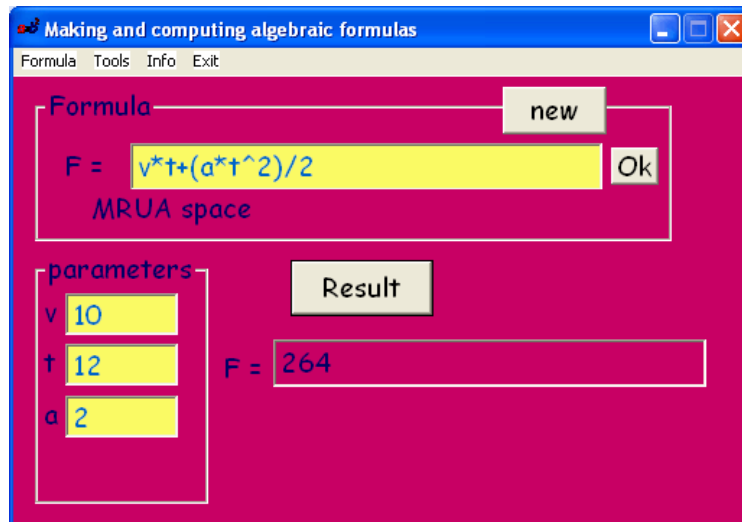 Making and computing algebraic formulas
Formula Tools Info Exit
Formula
new
F = v*t+(a*t^2)/2 Ok
MRUA space
parameters
Result
v 10
t 12
F = 264
a 2